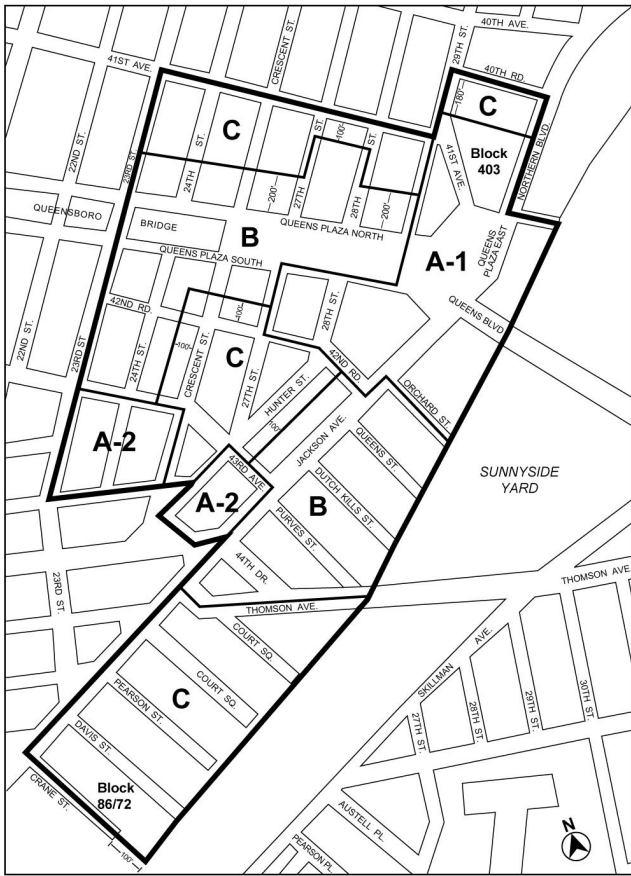 40TH AVE.
29TH ST.
40TH RD.
41ST AVE.
CRESCENT ST.
22ND ST.
23RD ST.
C
180'
C
Block
403
NORTHERN BLVD.
41ST AVE.
24TH
ST.
ST.
100'
ST.
200'
27TH
28TH
200'
QUEENSBORO
BRIDGE
B
QUEENS PLAZA NORTH
QUEENS PLAZA SOUTH
A-1
QUEENS
PLAZA EAST
QUEENS BLVD.
42ND RD.
100'
28TH ST.
22ND ST.
23RD ST.
24TH ST.
100'
CRESCENT ST.
C
27TH ST.
42ND RD.
HUNTER ST.
100'
ORCHARD ST.
JACKSON AVE.
A-2
43RD AVE.
A-2
QUEENS ST.
DUTCH KILLS ST.
B
PURVES ST.
44TH DR.
SUNNYSIDE
YARD
23RD ST.
THOMSON AVE.
THOMSON AVE.
COURT SQ.
COURT SQ.
C
PEARSON ST.
DAVIS ST.
Block
86/72
CRANE ST.
100'
SKILLMAN AVE.
27TH ST.
28TH ST.
29TH ST.
30TH ST.
AUSTELL PL.
PEARSON PL.
N